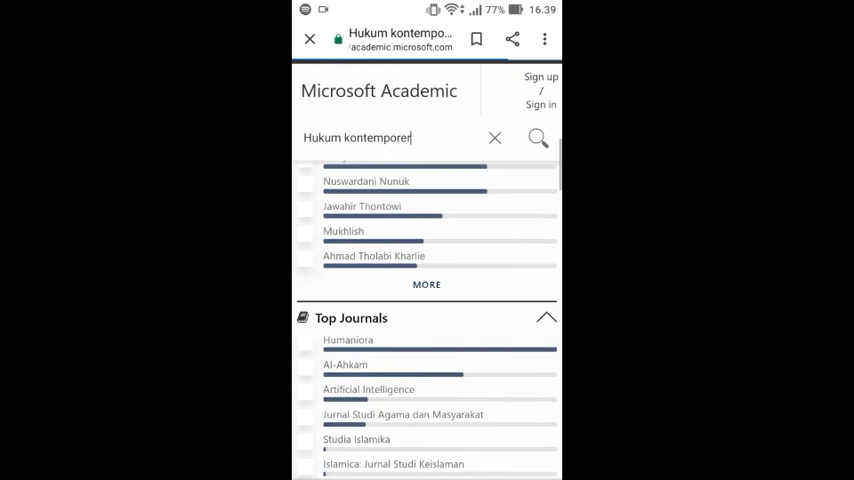 77% 16.39
Hukum kontempo...
/academic.microsoft.com
Microsoft Academic
Sign up
/
Sign in
Hukum kontemporer
Nuswardani Nunuk
Jawahir Thontowi
Mukhlish
Ahmad Tholabi Kharlie
MORE
Top Journals
Humaniora
Al-Ahkam
Artificial Intelligence
Jurnal Studi Agama dan Masyarakat
Studia Islamika
Islamica: Jurnal Studi Keislaman